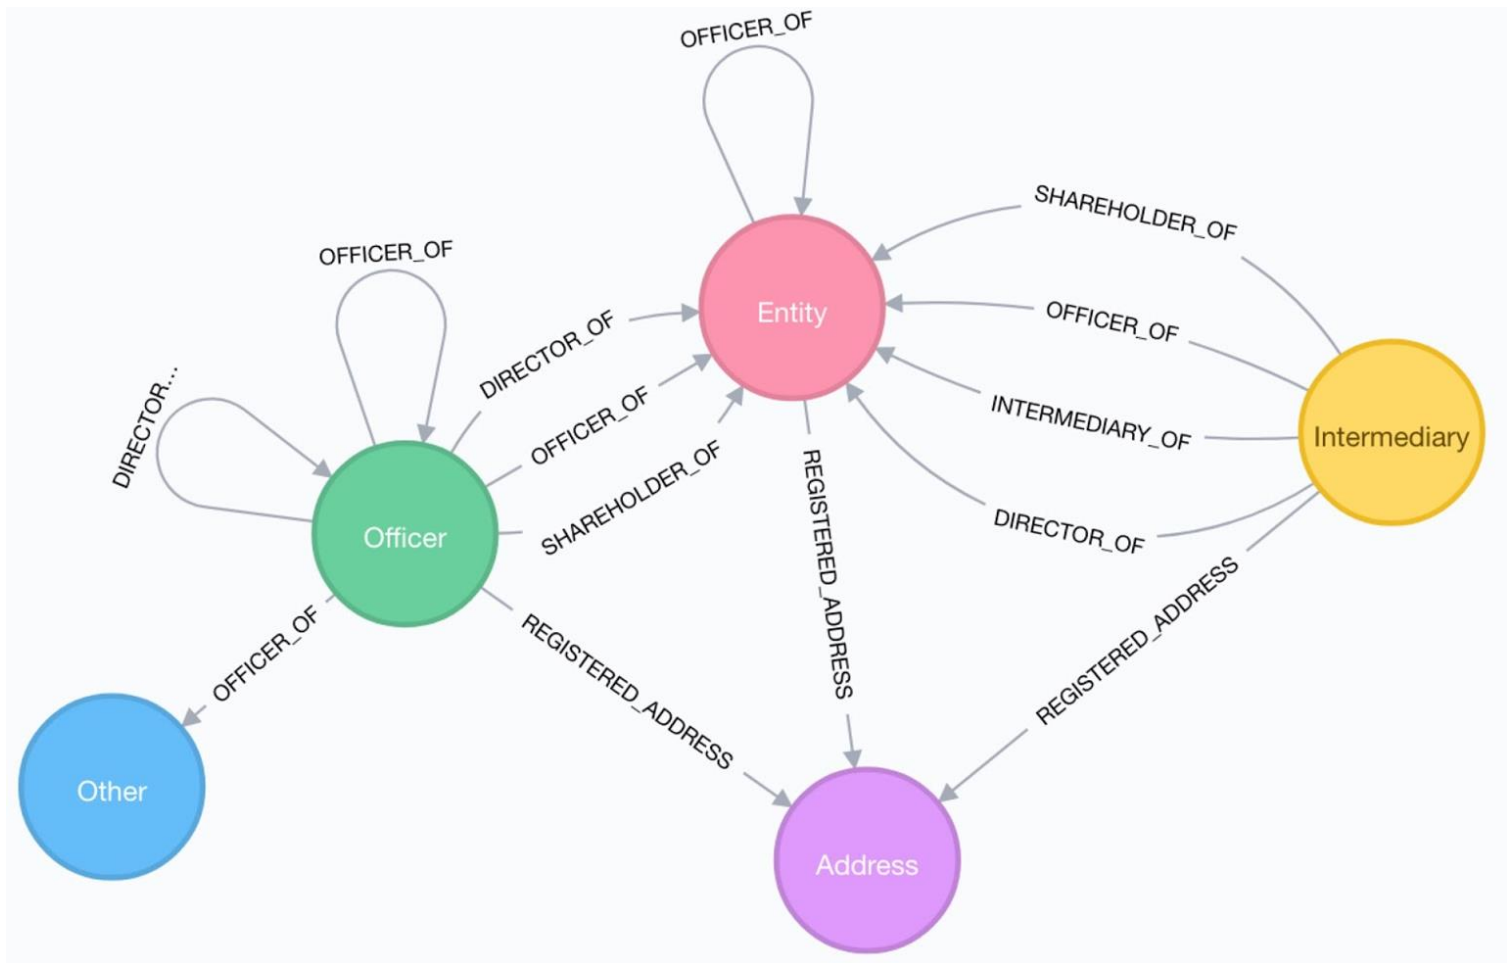 OFFICER_OF
SHAREHOLDER_OF
OFFICER_OF
Entity
DIRECTOR_OF
OFFICER_OF
DIRECTOR...
OFFICER_OF
INTERMEDIARY_OF
Intermediary
SHAREHOLDER_OF
Officer
DIRECTOR_OF
REGISTERED_ADDRESS
OFFICER_OF
REGISTERED_ADDRESS
REGISTERED_ADDRESS
Other
Address